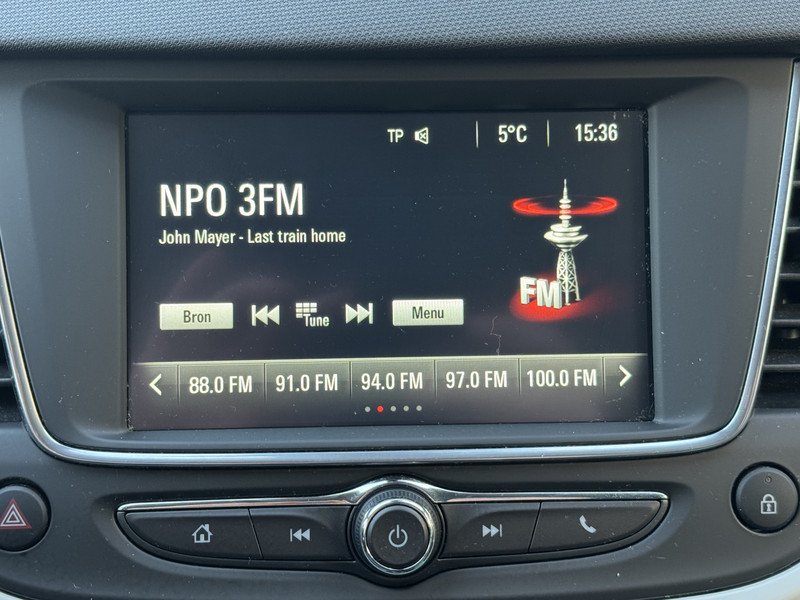 TP 5°C 15:36
NPO 3FM
John Mayer - Last train home
FM
Bron Tune Menu
88.0 FM 91.0 FM 94.0 FM 97.0 FM 100.0 FM